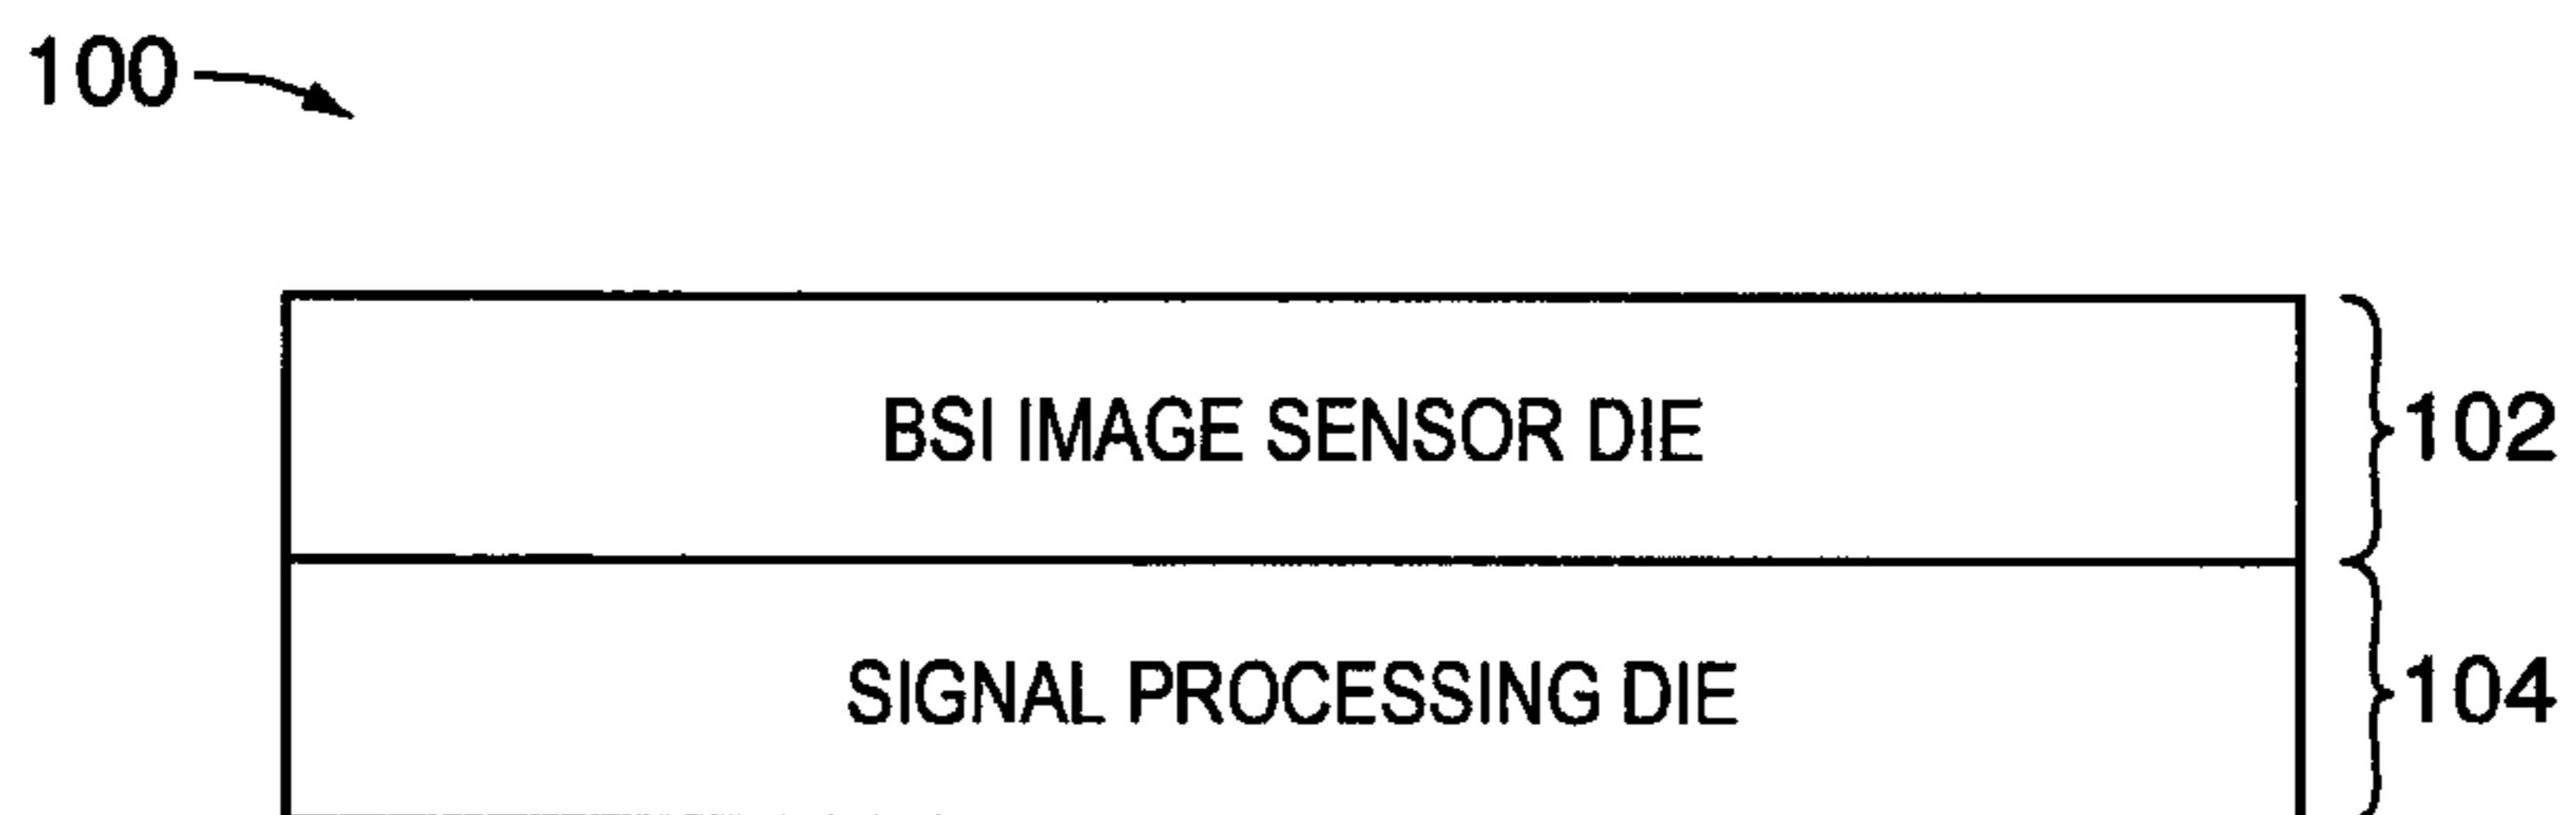 100
BSI IMAGE SENSOR DIE
102
SIGNAL PROCESSING DIE
104